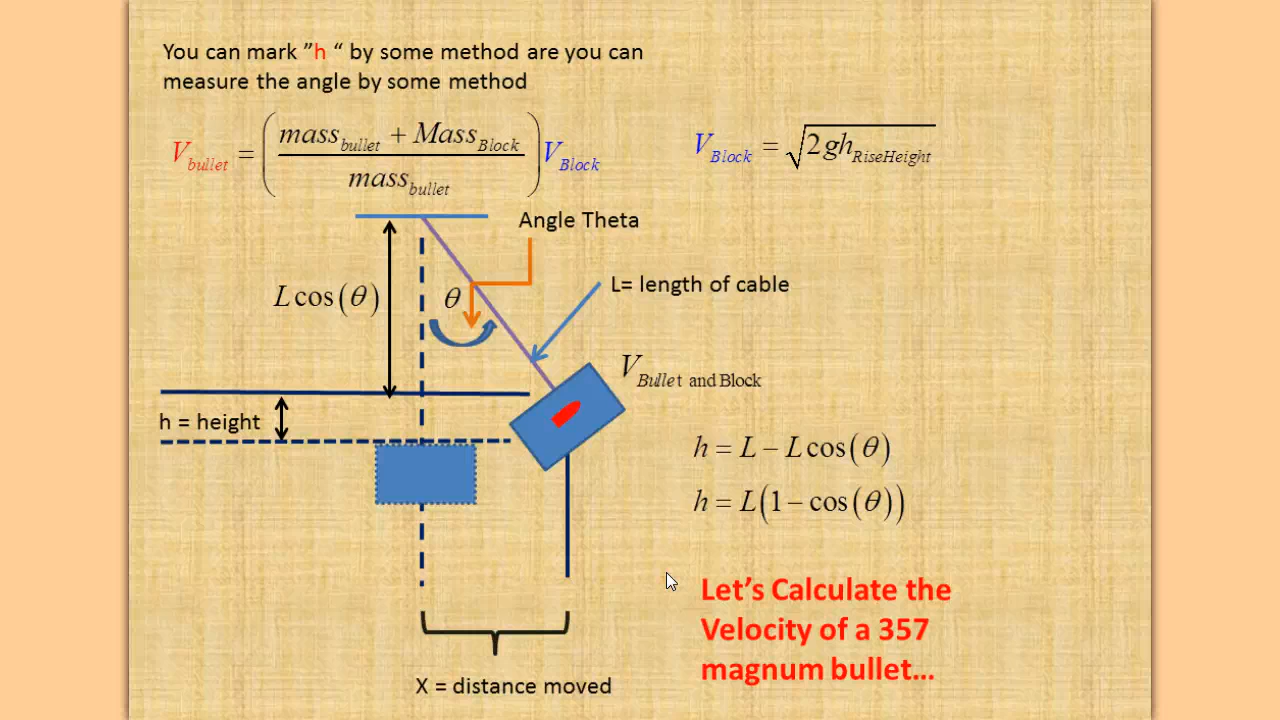 You can mark ”h “ by some method are you can
measure the angle by some method
V_bullet = ( (mass_bullet + Mass_Block) / mass_bullet ) V_Block
V_Block = √(2gh_RiseHeight)
Angle Theta
L cos(θ)
θ
L= length of cable
V_Bullet and Block
h = height
h = L − L cos(θ)
h = L(1 − cos(θ))
Let’s Calculate the
Velocity of a 357
magnum bullet…
X = distance moved